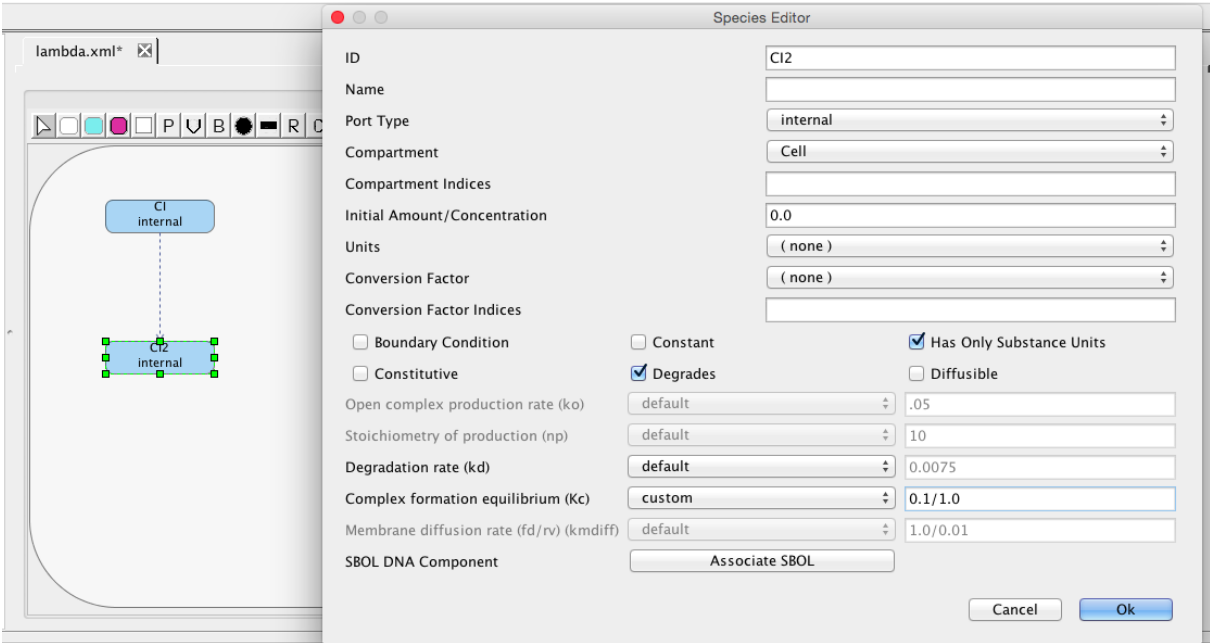 Species Editor
lambda.xml*
P V B R
CI
internal
CI2
internal
ID CI2
Name
Port Type internal
Compartment Cell
Compartment Indices
Initial Amount/Concentration 0.0
Units ( none )
Conversion Factor ( none )
Conversion Factor Indices
Boundary Condition Constant Has Only Substance Units
Constitutive Degrades Diffusible
Open complex production rate (ko) default .05
Stoichiometry of production (np) default 10
Degradation rate (kd) default 0.0075
Complex formation equilibrium (Kc) custom 0.1/1.0
Membrane diffusion rate (fd/rv) (kmdiff) default 1.0/0.01
SBOL DNA Component Associate SBOL
Cancel Ok